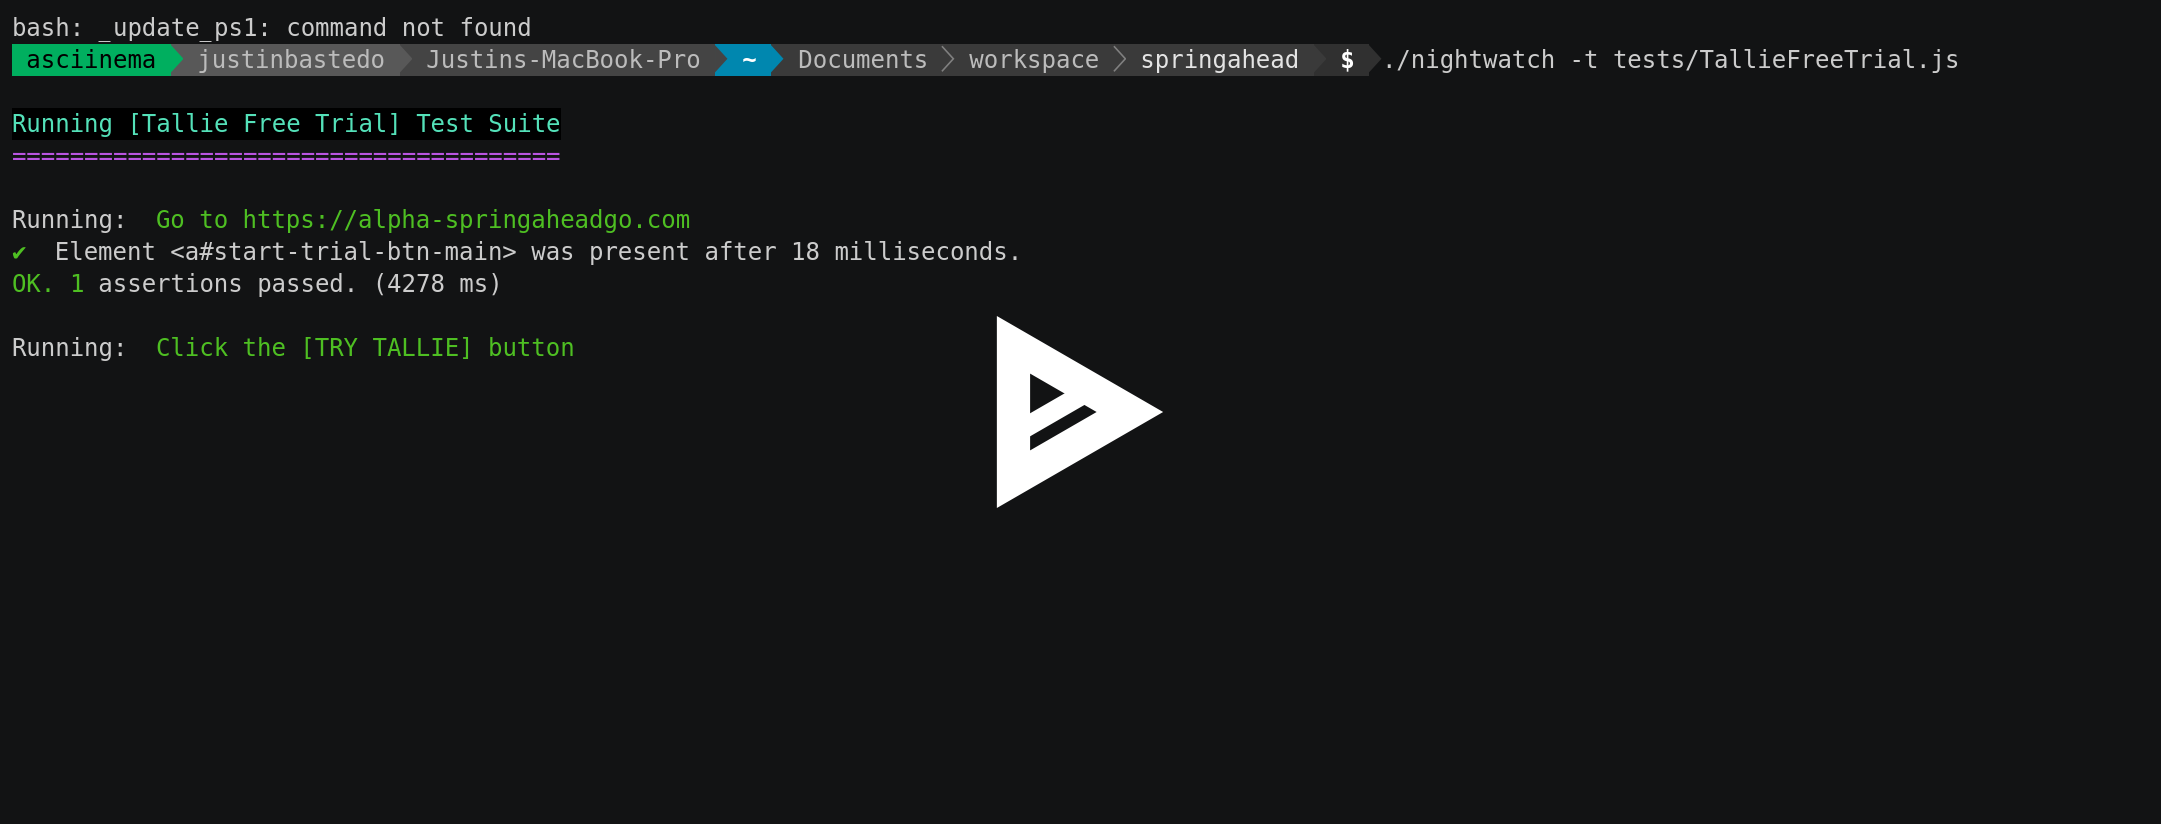 bash: _update_ps1: command not found
asciinema justinbastedo Justins-MacBook-Pro ~ Documents workspace springahead $ ./nightwatch -t tests/TallieFreeTrial.js
Running [Tallie Free Trial] Test Suite
======================================
Running:  Go to https://alpha-springaheadgo.com
✔  Element <a#start-trial-btn-main> was present after 18 milliseconds.
OK. 1 assertions passed. (4278 ms)
Running:  Click the [TRY TALLIE] button